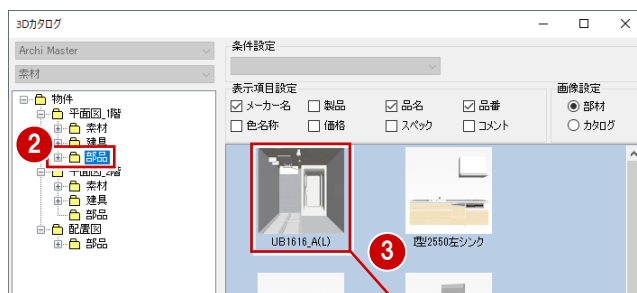 3Dカタログ
Archi Master
素材
条件設定
表示項目設定
メーカー名 製品 品名 品番
色名称 価格 スペック コメント
画像設定
部材
カタログ
物件
平面図_1階
素材
建具
部品
平面図_2階
素材
建具
部品
配置図
部品
2
UB1616_A(L)
I型2550左シンク
3